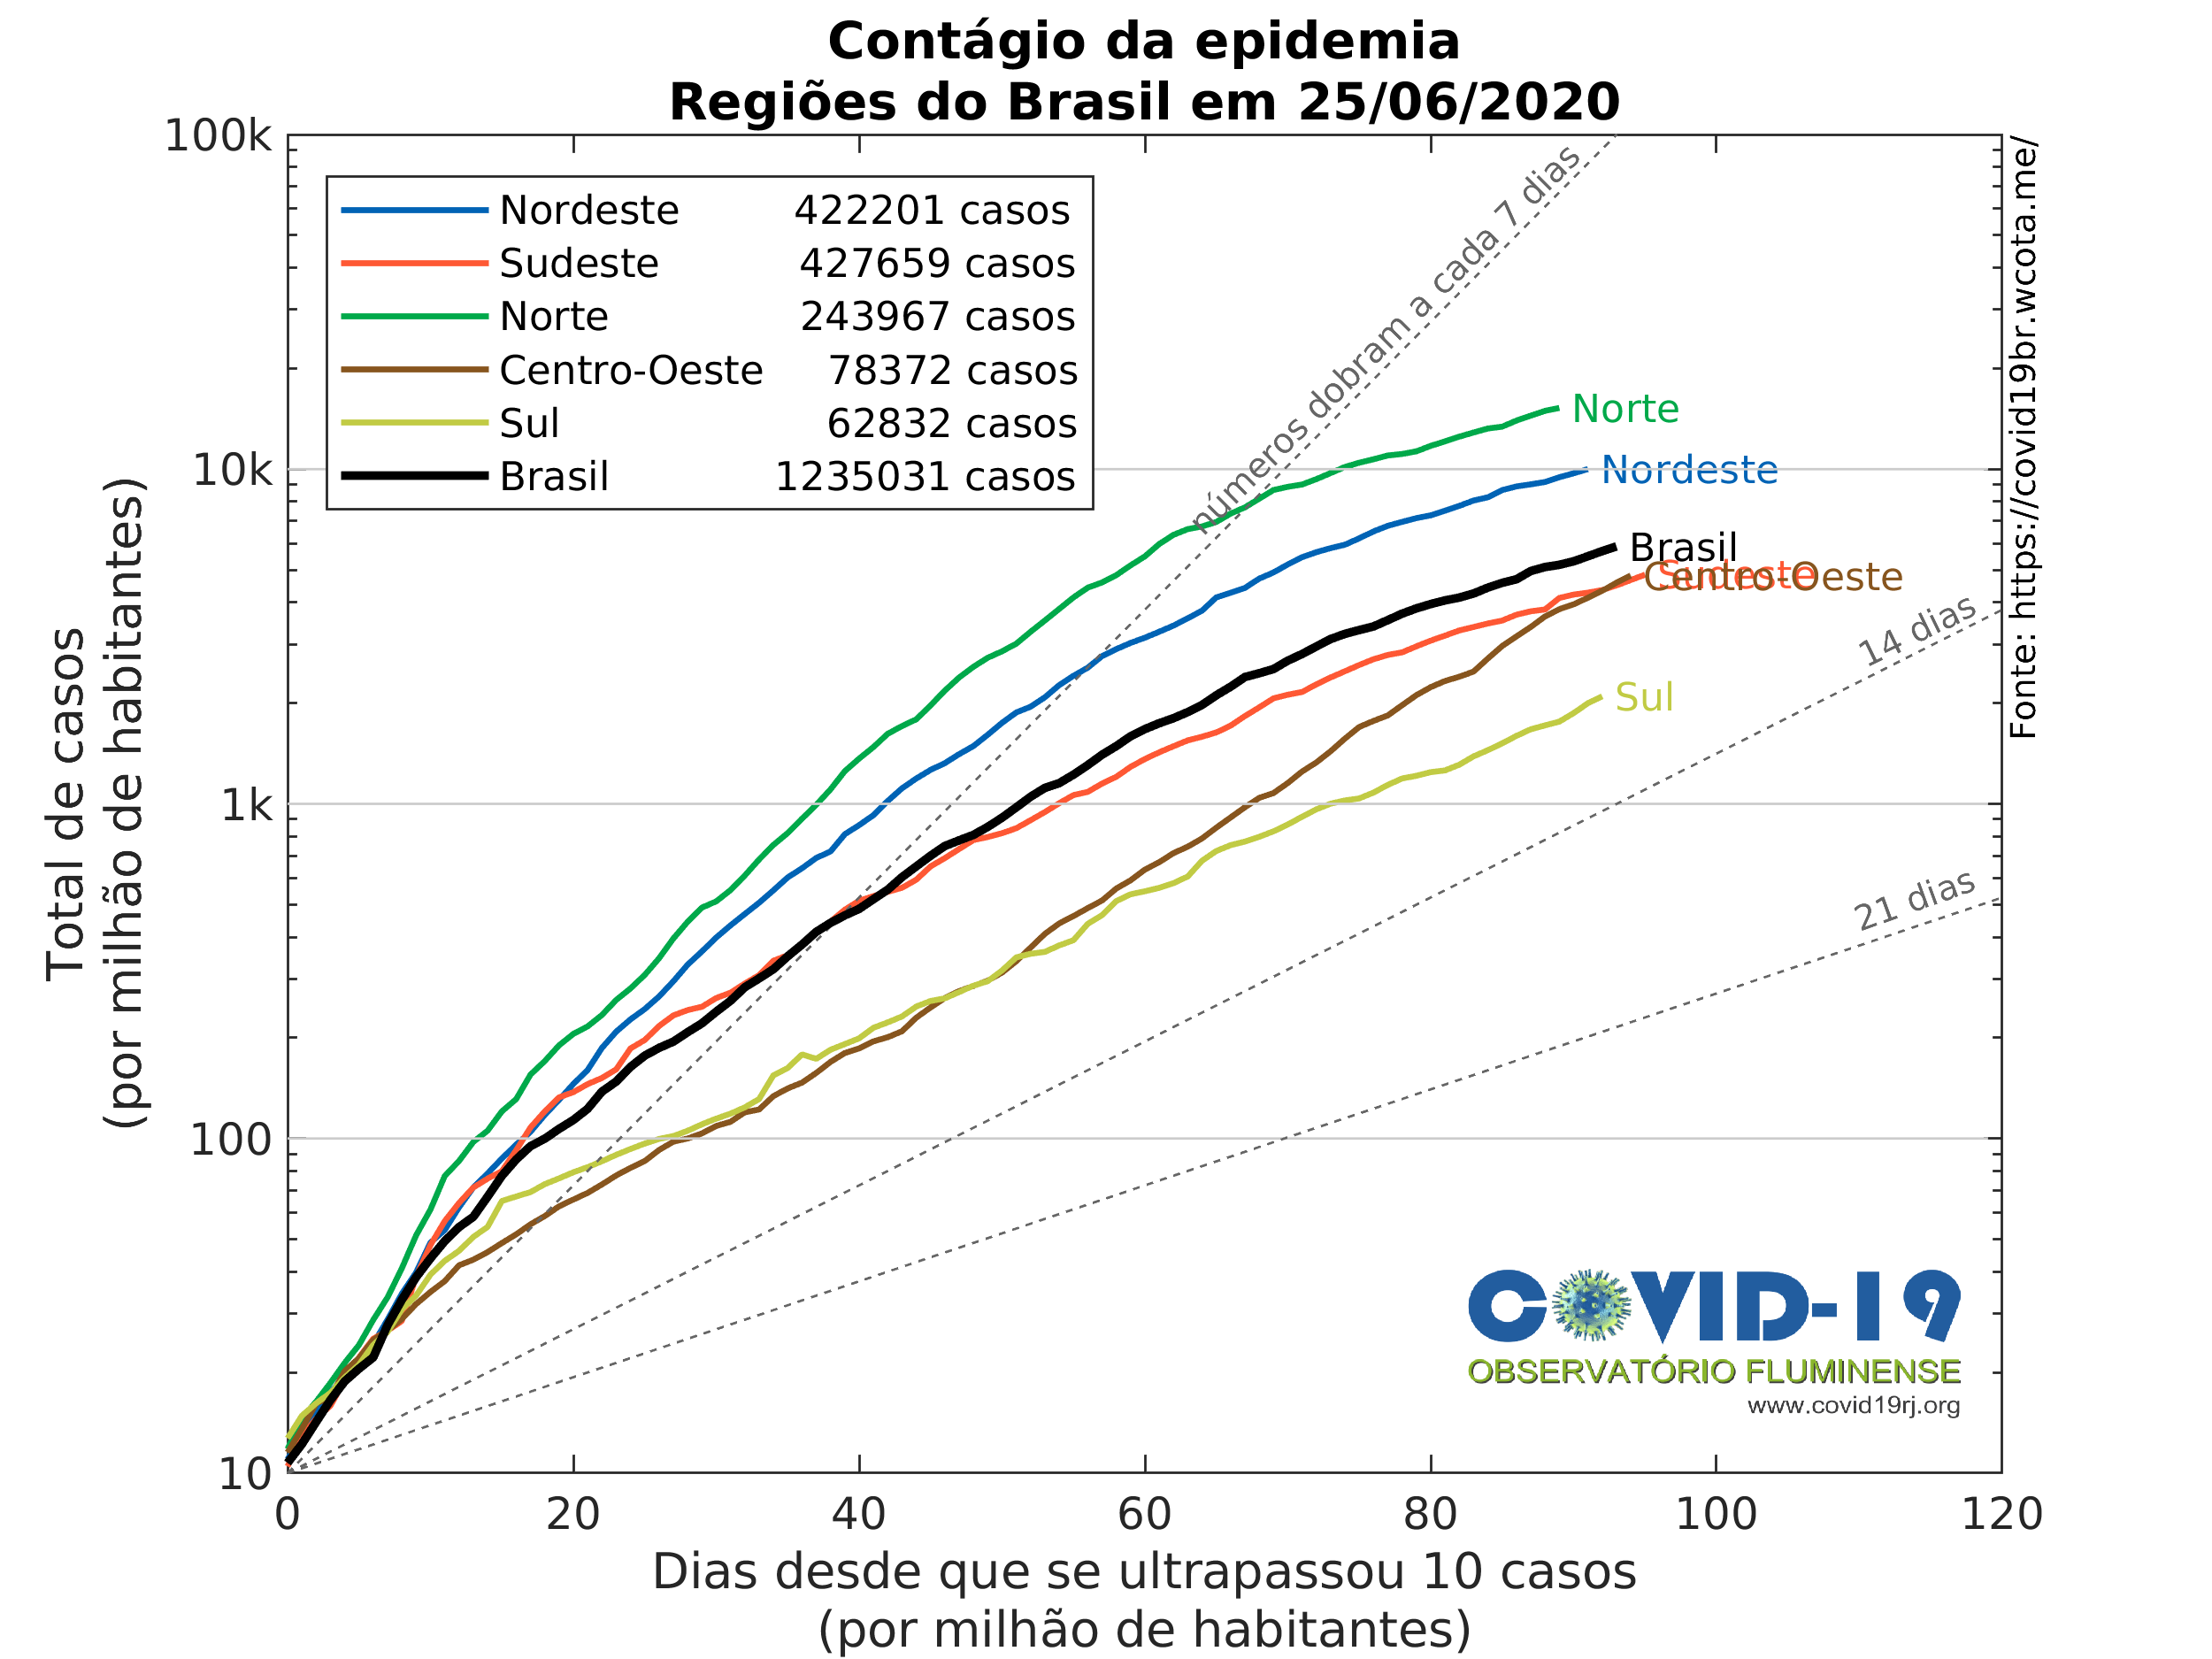 Contágio da epidemia
Regiões do Brasil em 25/06/2020
100k
10k
1k
100
10
Total de casos
(por milhão de habitantes)
Nordeste 422201 casos
Sudeste 427659 casos
Norte 243967 casos
Centro-Oeste 78372 casos
Sul 62832 casos
Brasil 1235031 casos
números dobram a cada 7 dias
Norte
Nordeste
Brasil
Sudeste
Centro-Oeste
14 dias
Sul
21 dias
Fonte: https://covid19br.wcota.me/
COVID-19
OBSERVATÓRIO FLUMINENSE
www.covid19rj.org
0 20 40 60 80 100 120
Dias desde que se ultrapassou 10 casos
(por milhão de habitantes)